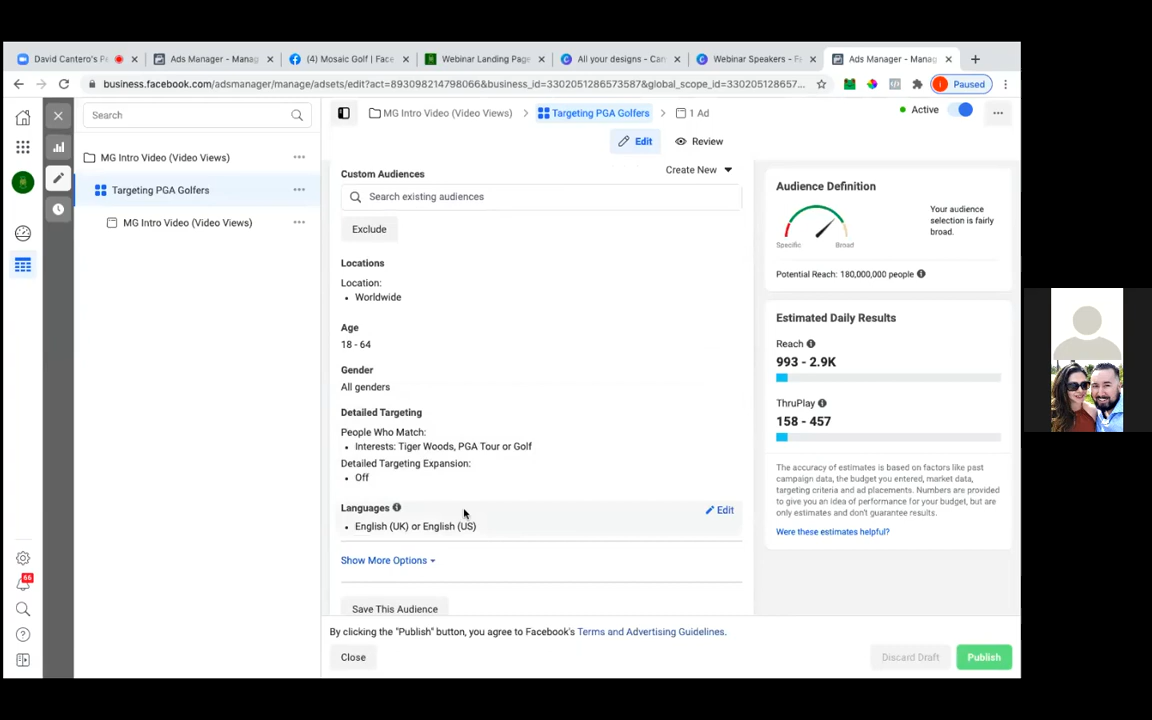 David Cantero's Pe
Ads Manager - Manag
(4) Mosaic Golf | Face
Webinar Landing Page
All your designs - Can
Webinar Speakers - F
Ads Manager - Manag
business.facebook.com/adsmanager/manage/adsets/edit?act=893098214798066&business_id=3302051286573587&global_scope_id=330205128657...
Paused
Search
MG Intro Video (Video Views)
Targeting PGA Golfers
1 Ad
Active
Edit
Review
MG Intro Video (Video Views)
Targeting PGA Golfers
MG Intro Video (Video Views)
66
Custom Audiences
Create New
Search existing audiences
Exclude
Locations
Location:
Worldwide
Age
18 - 64
Gender
All genders
Detailed Targeting
People Who Match:
Interests: Tiger Woods, PGA Tour or Golf
Detailed Targeting Expansion:
Off
Languages
Edit
English (UK) or English (US)
Show More Options
Save This Audience
By clicking the "Publish" button, you agree to Facebook's Terms and Advertising Guidelines.
Close
Discard Draft
Publish
Audience Definition
Your audience
selection is fairly
broad.
Specific
Broad
Potential Reach: 180,000,000 people
Estimated Daily Results
Reach
993 - 2.9K
ThruPlay
158 - 457
The accuracy of estimates is based on factors like past
campaign data, the budget you entered, market data,
targeting criteria and ad placements. Numbers are provided
to give you an idea of performance for your budget, but are
only estimates and don't guarantee results.
Were these estimates helpful?